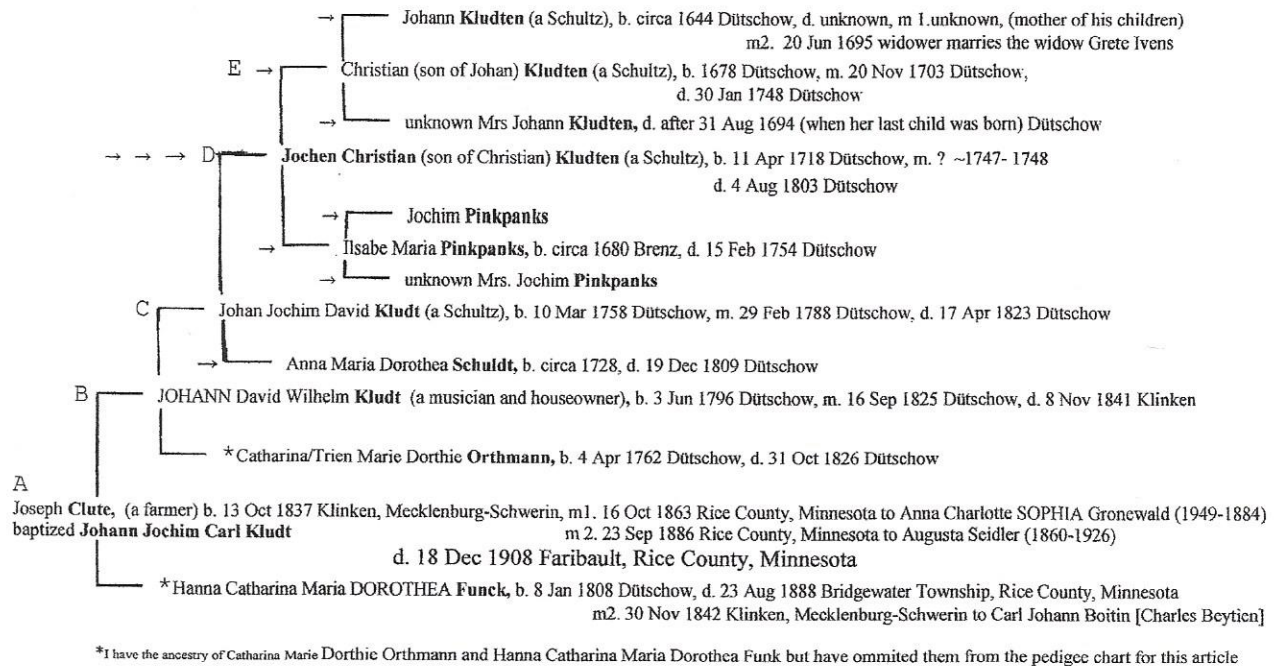 → Johann Kludten (a Schultz), b. circa 1644 Dütschow, d. unknown, m 1.unknown, (mother of his children)
m2. 20 Jun 1695 widower marries the widow Grete Ivens
E → Christian (son of Johan) Kludten (a Schultz), b. 1678 Dütschow, m. 20 Nov 1703 Dütschow,
d. 30 Jan 1748 Dütschow
→ unknown Mrs Johann Kludten, d. after 31 Aug 1694 (when her last child was born) Dütschow
→ → → D Jochen Christian (son of Christian) Kludten (a Schultz), b. 11 Apr 1718 Dütschow, m. ? ~1747- 1748
d. 4 Aug 1803 Dütschow
→ Jochim Pinkpanks
→ Ilsabe Maria Pinkpanks, b. circa 1680 Brenz, d. 15 Feb 1754 Dütschow
→ unknown Mrs. Jochim Pinkpanks
C Johan Jochim David Kludt (a Schultz), b. 10 Mar 1758 Dütschow, m. 29 Feb 1788 Dütschow, d. 17 Apr 1823 Dütschow
→ Anna Maria Dorothea Schuldt, b. circa 1728, d. 19 Dec 1809 Dütschow
B JOHANN David Wilhelm Kludt (a musician and houseowner), b. 3 Jun 1796 Dütschow, m. 16 Sep 1825 Dütschow, d. 8 Nov 1841 Klinken
*Catharina/Trien Marie Dorthie Orthmann, b. 4 Apr 1762 Dütschow, d. 31 Oct 1826 Dütschow
A
Joseph Clute, (a farmer) b. 13 Oct 1837 Klinken, Mecklenburg-Schwerin, m1. 16 Oct 1863 Rice County, Minnesota to Anna Charlotte SOPHIA Gronewald (1949-1884)
baptized Johann Jochim Carl Kludt m 2. 23 Sep 1886 Rice County, Minnesota to Augusta Seidler (1860-1926)
d. 18 Dec 1908 Faribault, Rice County, Minnesota
*Hanna Catharina Maria DOROTHEA Funck, b. 8 Jan 1808 Dütschow, d. 23 Aug 1888 Bridgewater Township, Rice County, Minnesota
m2. 30 Nov 1842 Klinken, Mecklenburg-Schwerin to Carl Johann Boitin [Charles Beytien]
*I have the ancestry of Catharina Marie Dorthie Orthmann and Hanna Catharina Maria Dorothea Funk but have ommited them from the pedigee chart for this article